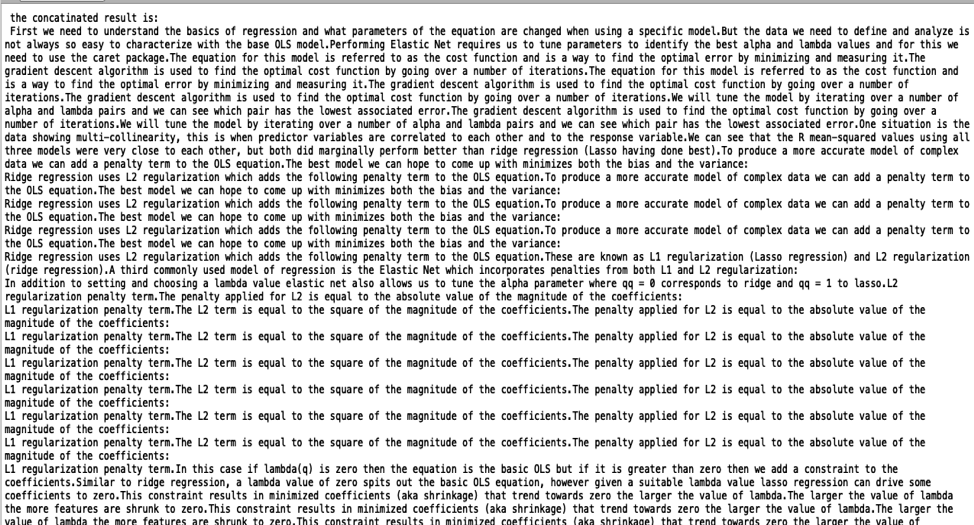 the concatinated result is:
First we need to understand the basics of regression and what parameters of the equation are changed when using a specific model.But the data we need to define and analyze is
not always so easy to characterize with the base OLS model.Performing Elastic Net requires us to tune parameters to identify the best alpha and lambda values and for this we
need to use the caret package.The equation for this model is referred to as the cost function and is a way to find the optimal error by minimizing and measuring it.The
gradient descent algorithm is used to find the optimal cost function by going over a number of iterations.The equation for this model is referred to as the cost function and
is a way to find the optimal error by minimizing and measuring it.The gradient descent algorithm is used to find the optimal cost function by going over a number of
iterations.The gradient descent algorithm is used to find the optimal cost function by going over a number of iterations.We will tune the model by iterating over a number of
alpha and lambda pairs and we can see which pair has the lowest associated error.The gradient descent algorithm is used to find the optimal cost function by going over a
number of iterations.We will tune the model by iterating over a number of alpha and lambda pairs and we can see which pair has the lowest associated error.One situation is the
data showing multi-collinearity, this is when predictor variables are correlated to each other and to the response variable.We can see that the R mean-squared values using all
three models were very close to each other, but both did marginally perform better than ridge regression (Lasso having done best).To produce a more accurate model of complex
data we can add a penalty term to the OLS equation.The best model we can hope to come up with minimizes both the bias and the variance:
Ridge regression uses L2 regularization which adds the following penalty term to the OLS equation.To produce a more accurate model of complex data we can add a penalty term to
the OLS equation.The best model we can hope to come up with minimizes both the bias and the variance:
Ridge regression uses L2 regularization which adds the following penalty term to the OLS equation.To produce a more accurate model of complex data we can add a penalty term to
the OLS equation.The best model we can hope to come up with minimizes both the bias and the variance:
Ridge regression uses L2 regularization which adds the following penalty term to the OLS equation.To produce a more accurate model of complex data we can add a penalty term to
the OLS equation.The best model we can hope to come up with minimizes both the bias and the variance:
Ridge regression uses L2 regularization which adds the following penalty term to the OLS equation.These are known as L1 regularization (Lasso regression) and L2 regularization
(ridge regression).A third commonly used model of regression is the Elastic Net which incorporates penalties from both L1 and L2 regularization:
In addition to setting and choosing a lambda value elastic net also allows us to tune the alpha parameter where qq = 0 corresponds to ridge and qq = 1 to lasso.L2
regularization penalty term.The penalty applied for L2 is equal to the absolute value of the magnitude of the coefficients:
L1 regularization penalty term.The L2 term is equal to the square of the magnitude of the coefficients.The penalty applied for L2 is equal to the absolute value of the
magnitude of the coefficients:
L1 regularization penalty term.The L2 term is equal to the square of the magnitude of the coefficients.The penalty applied for L2 is equal to the absolute value of the
magnitude of the coefficients:
L1 regularization penalty term.The L2 term is equal to the square of the magnitude of the coefficients.The penalty applied for L2 is equal to the absolute value of the
magnitude of the coefficients:
L1 regularization penalty term.The L2 term is equal to the square of the magnitude of the coefficients.The penalty applied for L2 is equal to the absolute value of the
magnitude of the coefficients:
L1 regularization penalty term.The L2 term is equal to the square of the magnitude of the coefficients.The penalty applied for L2 is equal to the absolute value of the
magnitude of the coefficients:
L1 regularization penalty term.The L2 term is equal to the square of the magnitude of the coefficients.The penalty applied for L2 is equal to the absolute value of the
magnitude of the coefficients:
L1 regularization penalty term.In this case if lambda(q) is zero then the equation is the basic OLS but if it is greater than zero then we add a constraint to the
coefficients.Similar to ridge regression, a lambda value of zero spits out the basic OLS equation, however given a suitable lambda value lasso regression can drive some
coefficients to zero.This constraint results in minimized coefficients (aka shrinkage) that trend towards zero the larger the value of lambda.The larger the value of lambda
the more features are shrunk to zero.This constraint results in minimized coefficients (aka shrinkage) that trend towards zero the larger the value of lambda.The larger the
value of lambda the more features are shrunk to zero.This constraint results in minimized coefficients (aka shrinkage) that trend towards zero the larger the value of